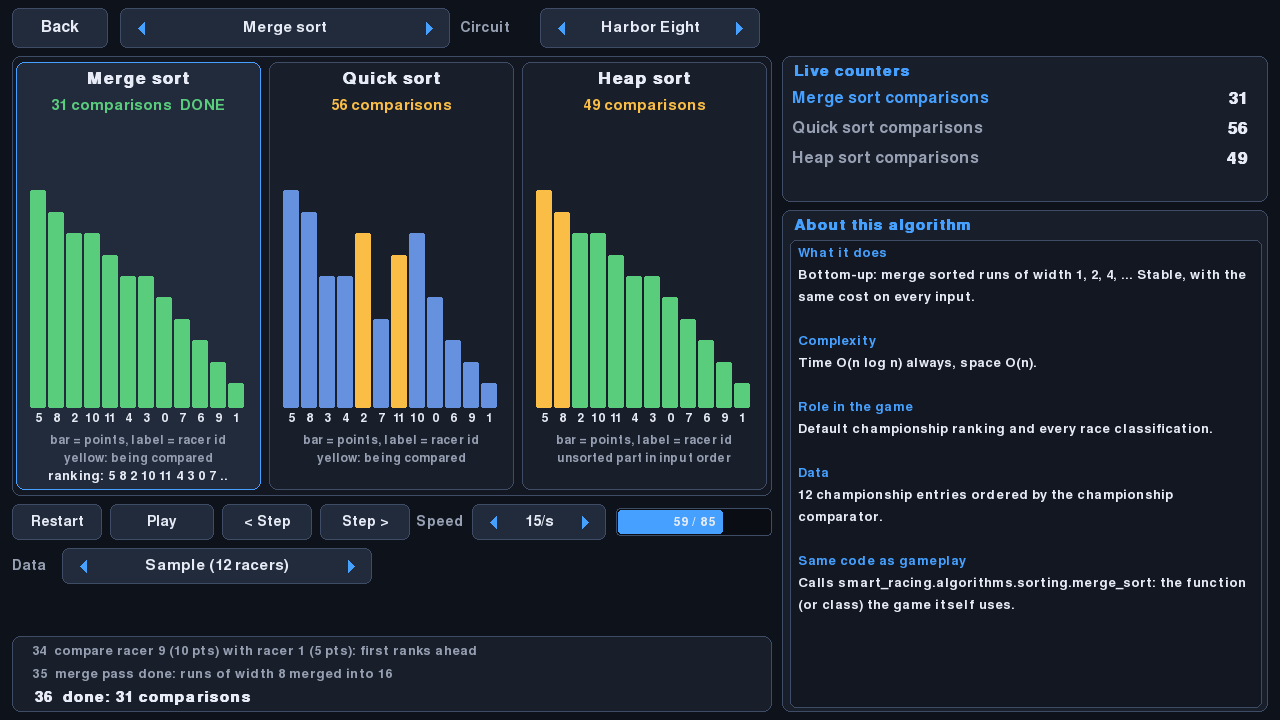 Back
Merge sort
Circuit
Harbor Eight
Merge sort
31 comparisons DONE
5 8 2 10 11 4 3 0 7 6 9 1
bar = points, label = racer id
yellow: being compared
ranking: 5 8 2 10 11 4 3 0 7 ..
Quick sort
56 comparisons
5 8 3 4 2 7 11 10 0 6 9 1
bar = points, label = racer id
yellow: being compared
Heap sort
49 comparisons
5 8 2 10 11 4 3 0 7 6 9 1
bar = points, label = racer id
unsorted part in input order
Live counters
Merge sort comparisons 31
Quick sort comparisons 56
Heap sort comparisons 49
About this algorithm
What it does
Bottom-up: merge sorted runs of width 1, 2, 4, ... Stable, with the
same cost on every input.
Complexity
Time O(n log n) always, space O(n).
Role in the game
Default championship ranking and every race classification.
Data
12 championship entries ordered by the championship
comparator.
Same code as gameplay
Calls smart_racing.algorithms.sorting.merge_sort: the function
(or class) the game itself uses.
Restart
Play
< Step
Step >
Speed
15/s
59 / 85
Data
Sample (12 racers)
34 compare racer 9 (10 pts) with racer 1 (5 pts): first ranks ahead
35 merge pass done: runs of width 8 merged into 16
36 done: 31 comparisons